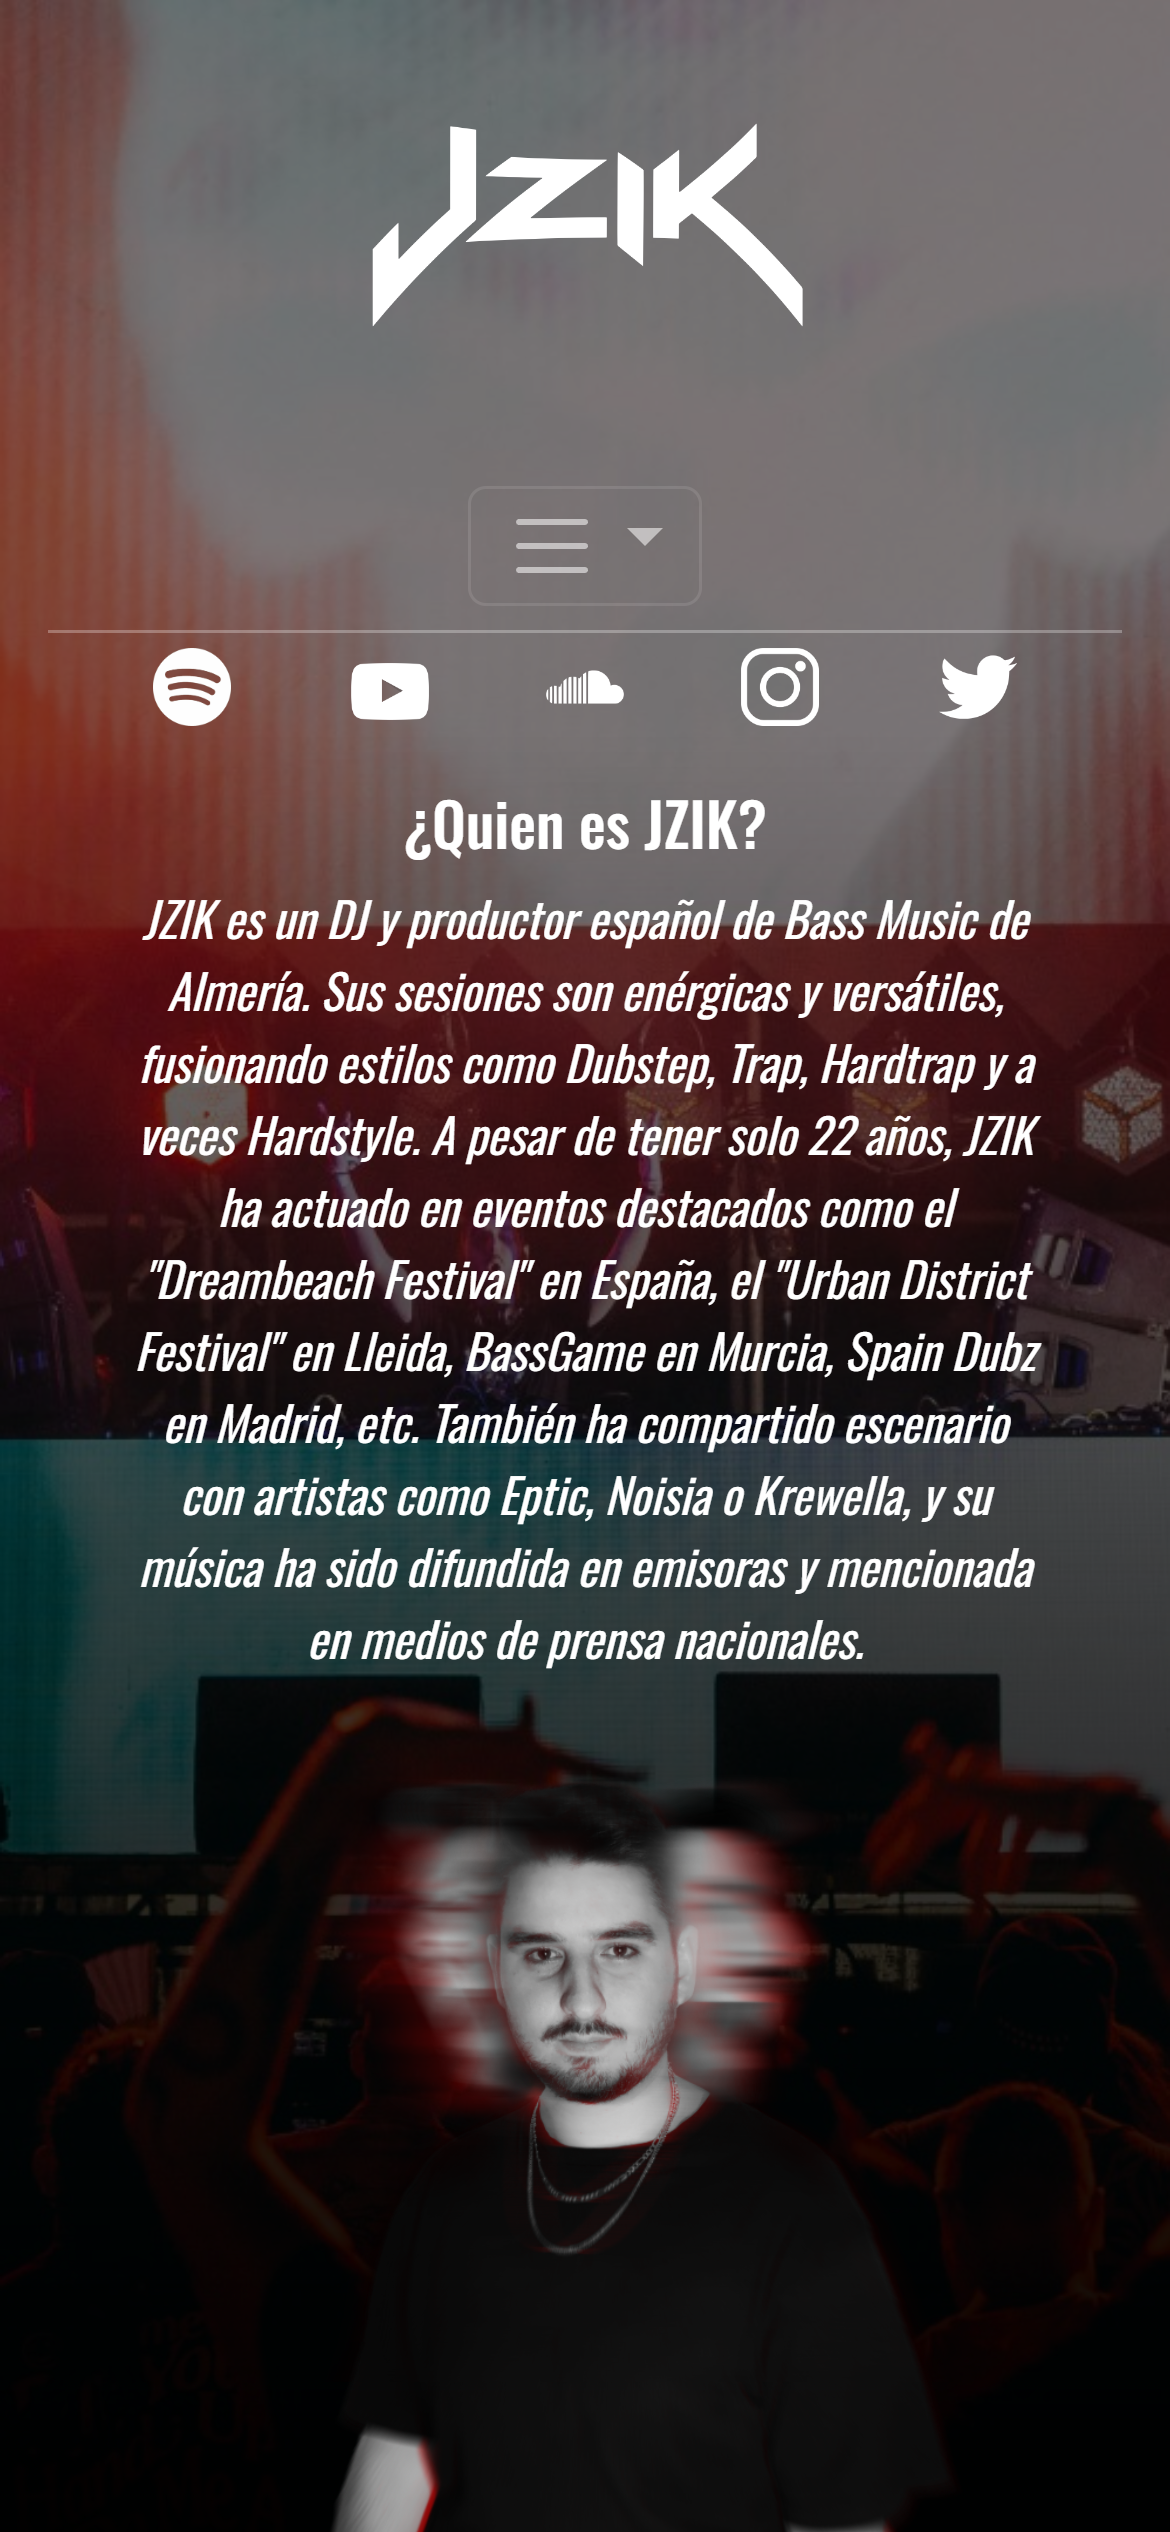 JZIK
¿Quien es JZIK?
JZIK es un DJ y productor español de Bass Music de
Almería. Sus sesiones son enérgicas y versátiles,
fusionando estilos como Dubstep, Trap, Hardtrap y a
veces Hardstyle. A pesar de tener solo 22 años, JZIK
ha actuado en eventos destacados como el
"Dreambeach Festival" en España, el "Urban District
Festival" en Lleida, BassGame en Murcia, Spain Dubz
en Madrid, etc. También ha compartido escenario
con artistas como Eptic, Noisia o Krewella, y su
música ha sido difundida en emisoras y mencionada
en medios de prensa nacionales.